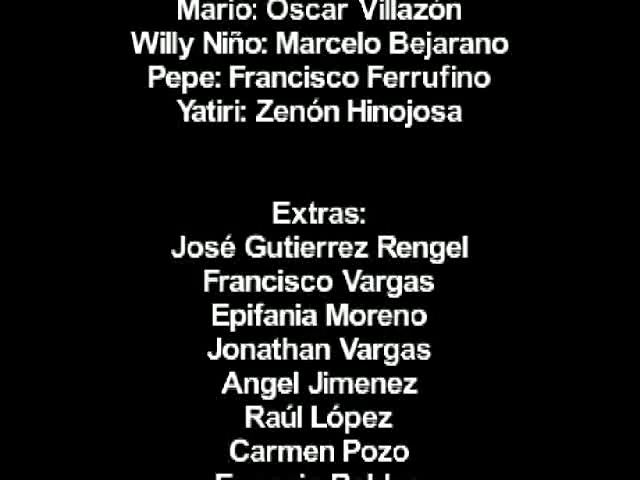 Mario: Oscar Villazón
Willy Niño: Marcelo Bejarano
Pepe: Francisco Ferrufino
Yatiri: Zenón Hinojosa
Extras:
José Gutierrez Rengel
Francisco Vargas
Epifania Moreno
Jonathan Vargas
Angel Jimenez
Raúl López
Carmen Pozo